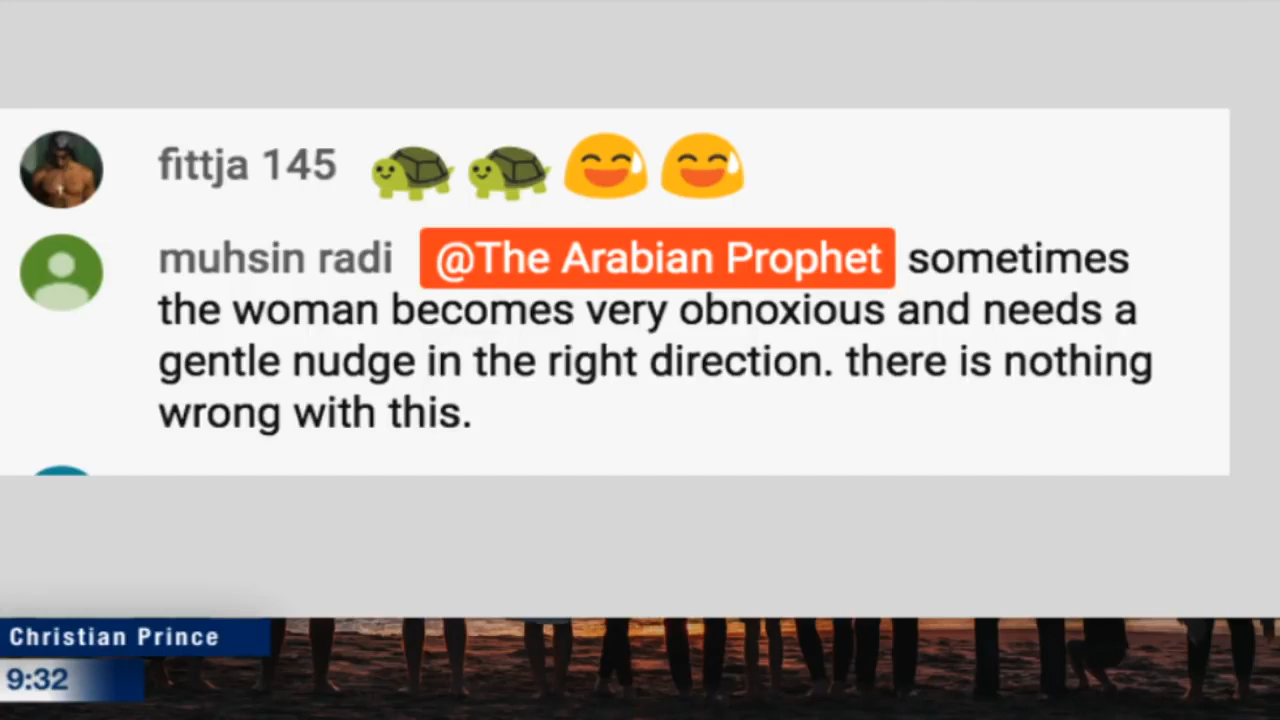 fittja 145 🐢🐢😅😅
muhsin radi @The Arabian Prophet sometimes
the woman becomes very obnoxious and needs a
gentle nudge in the right direction. there is nothing
wrong with this.
Christian Prince
9:32